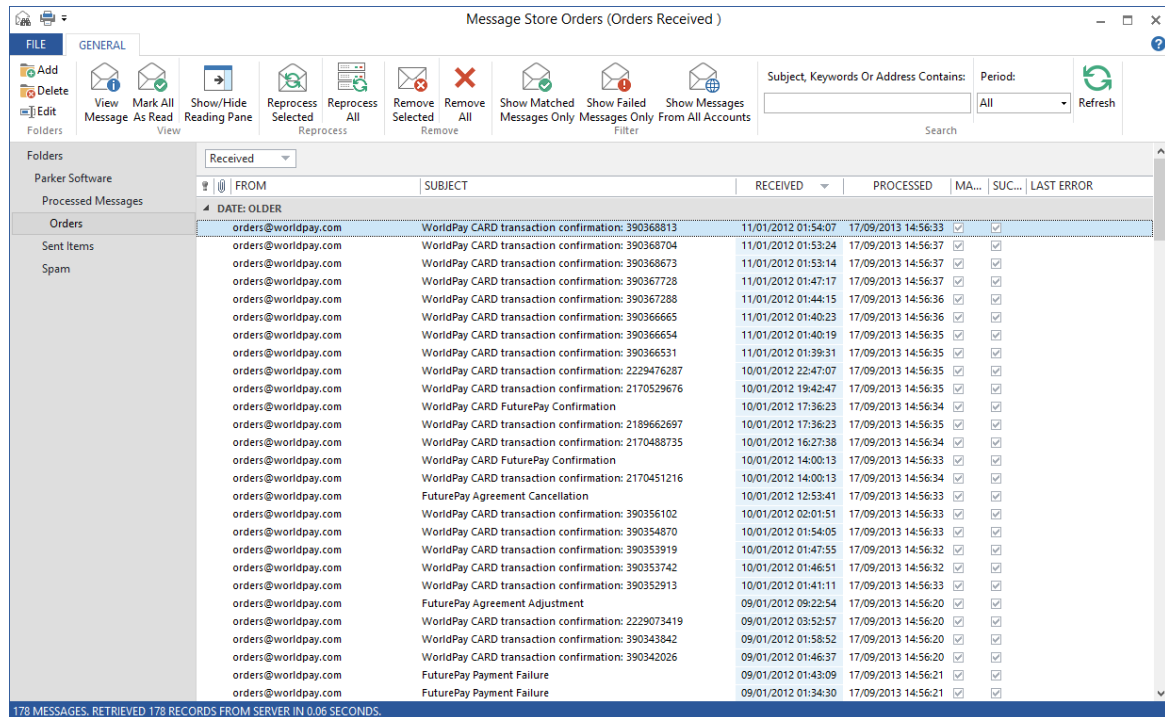 Message Store Orders (Orders Received )
FILE GENERAL
Add
Delete
Edit
Folders
View Message
Mark All As Read
View
Show/Hide Reading Pane
Reprocess Selected
Reprocess All
Reprocess
Remove Selected
Remove All
Remove
Show Matched Messages Only
Show Failed Messages Only
Show Messages From All Accounts
Filter
Subject, Keywords Or Address Contains:
Period:
All
Refresh
Search
Folders
Parker Software
Processed Messages
Orders
Sent Items
Spam
Received
FROM SUBJECT RECEIVED PROCESSED MA... SUC... LAST ERROR
DATE: OLDER
orders@worldpay.com WorldPay CARD transaction confirmation: 390368813 11/01/2012 01:54:07 17/09/2013 14:56:33
orders@worldpay.com WorldPay CARD transaction confirmation: 390368704 11/01/2012 01:53:24 17/09/2013 14:56:37
orders@worldpay.com WorldPay CARD transaction confirmation: 390368673 11/01/2012 01:53:14 17/09/2013 14:56:37
orders@worldpay.com WorldPay CARD transaction confirmation: 390367728 11/01/2012 01:47:17 17/09/2013 14:56:37
orders@worldpay.com WorldPay CARD transaction confirmation: 390367288 11/01/2012 01:44:15 17/09/2013 14:56:36
orders@worldpay.com WorldPay CARD transaction confirmation: 390366665 11/01/2012 01:40:23 17/09/2013 14:56:36
orders@worldpay.com WorldPay CARD transaction confirmation: 390366654 11/01/2012 01:40:19 17/09/2013 14:56:35
orders@worldpay.com WorldPay CARD transaction confirmation: 390366531 11/01/2012 01:39:31 17/09/2013 14:56:35
orders@worldpay.com WorldPay CARD transaction confirmation: 2229476287 10/01/2012 22:47:07 17/09/2013 14:56:35
orders@worldpay.com WorldPay CARD transaction confirmation: 2170529676 10/01/2012 19:42:47 17/09/2013 14:56:35
orders@worldpay.com WorldPay CARD FuturePay Confirmation 10/01/2012 17:36:23 17/09/2013 14:56:34
orders@worldpay.com WorldPay CARD transaction confirmation: 2189662697 10/01/2012 17:36:23 17/09/2013 14:56:35
orders@worldpay.com WorldPay CARD transaction confirmation: 2170488735 10/01/2012 16:27:38 17/09/2013 14:56:34
orders@worldpay.com WorldPay CARD FuturePay Confirmation 10/01/2012 14:00:13 17/09/2013 14:56:33
orders@worldpay.com WorldPay CARD transaction confirmation: 2170451216 10/01/2012 14:00:13 17/09/2013 14:56:34
orders@worldpay.com FuturePay Agreement Cancellation 10/01/2012 12:53:41 17/09/2013 14:56:33
orders@worldpay.com WorldPay CARD transaction confirmation: 390356102 10/01/2012 02:01:51 17/09/2013 14:56:33
orders@worldpay.com WorldPay CARD transaction confirmation: 390354870 10/01/2012 01:54:05 17/09/2013 14:56:33
orders@worldpay.com WorldPay CARD transaction confirmation: 390353919 10/01/2012 01:47:55 17/09/2013 14:56:32
orders@worldpay.com WorldPay CARD transaction confirmation: 390353742 10/01/2012 01:46:51 17/09/2013 14:56:32
orders@worldpay.com WorldPay CARD transaction confirmation: 390352913 10/01/2012 01:41:11 17/09/2013 14:56:33
orders@worldpay.com FuturePay Agreement Adjustment 09/01/2012 09:22:54 17/09/2013 14:56:20
orders@worldpay.com WorldPay CARD transaction confirmation: 2229073419 09/01/2012 03:52:57 17/09/2013 14:56:20
orders@worldpay.com WorldPay CARD transaction confirmation: 390343842 09/01/2012 01:58:52 17/09/2013 14:56:20
orders@worldpay.com WorldPay CARD transaction confirmation: 390342026 09/01/2012 01:46:37 17/09/2013 14:56:20
orders@worldpay.com FuturePay Payment Failure 09/01/2012 01:43:09 17/09/2013 14:56:21
orders@worldpay.com FuturePay Payment Failure 09/01/2012 01:34:30 17/09/2013 14:56:21
178 MESSAGES. RETRIEVED 178 RECORDS FROM SERVER IN 0.06 SECONDS.